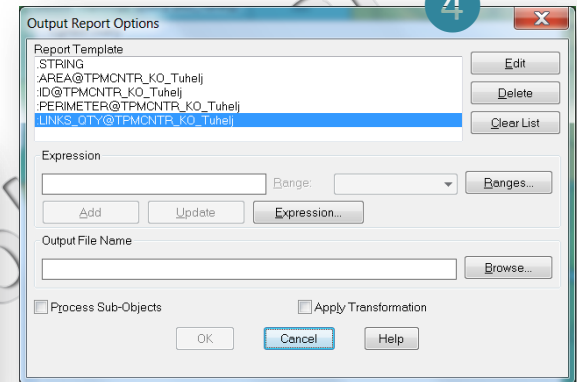 4
Output Report Options
Report Template
.STRING
:AREA@TPMCNTR_KO_Tuhelj
:ID@TPMCNTR_KO_Tuhelj
:PERIMETER@TPMCNTR_KO_Tuhelj
:LINKS_QTY@TPMCNTR_KO_Tuhelj
Edit
Delete
Clear List
Expression
Range:
Ranges...
Add
Update
Expression...
Output File Name
Browse...
Process Sub-Objects
Apply Transformation
OK
Cancel
Help